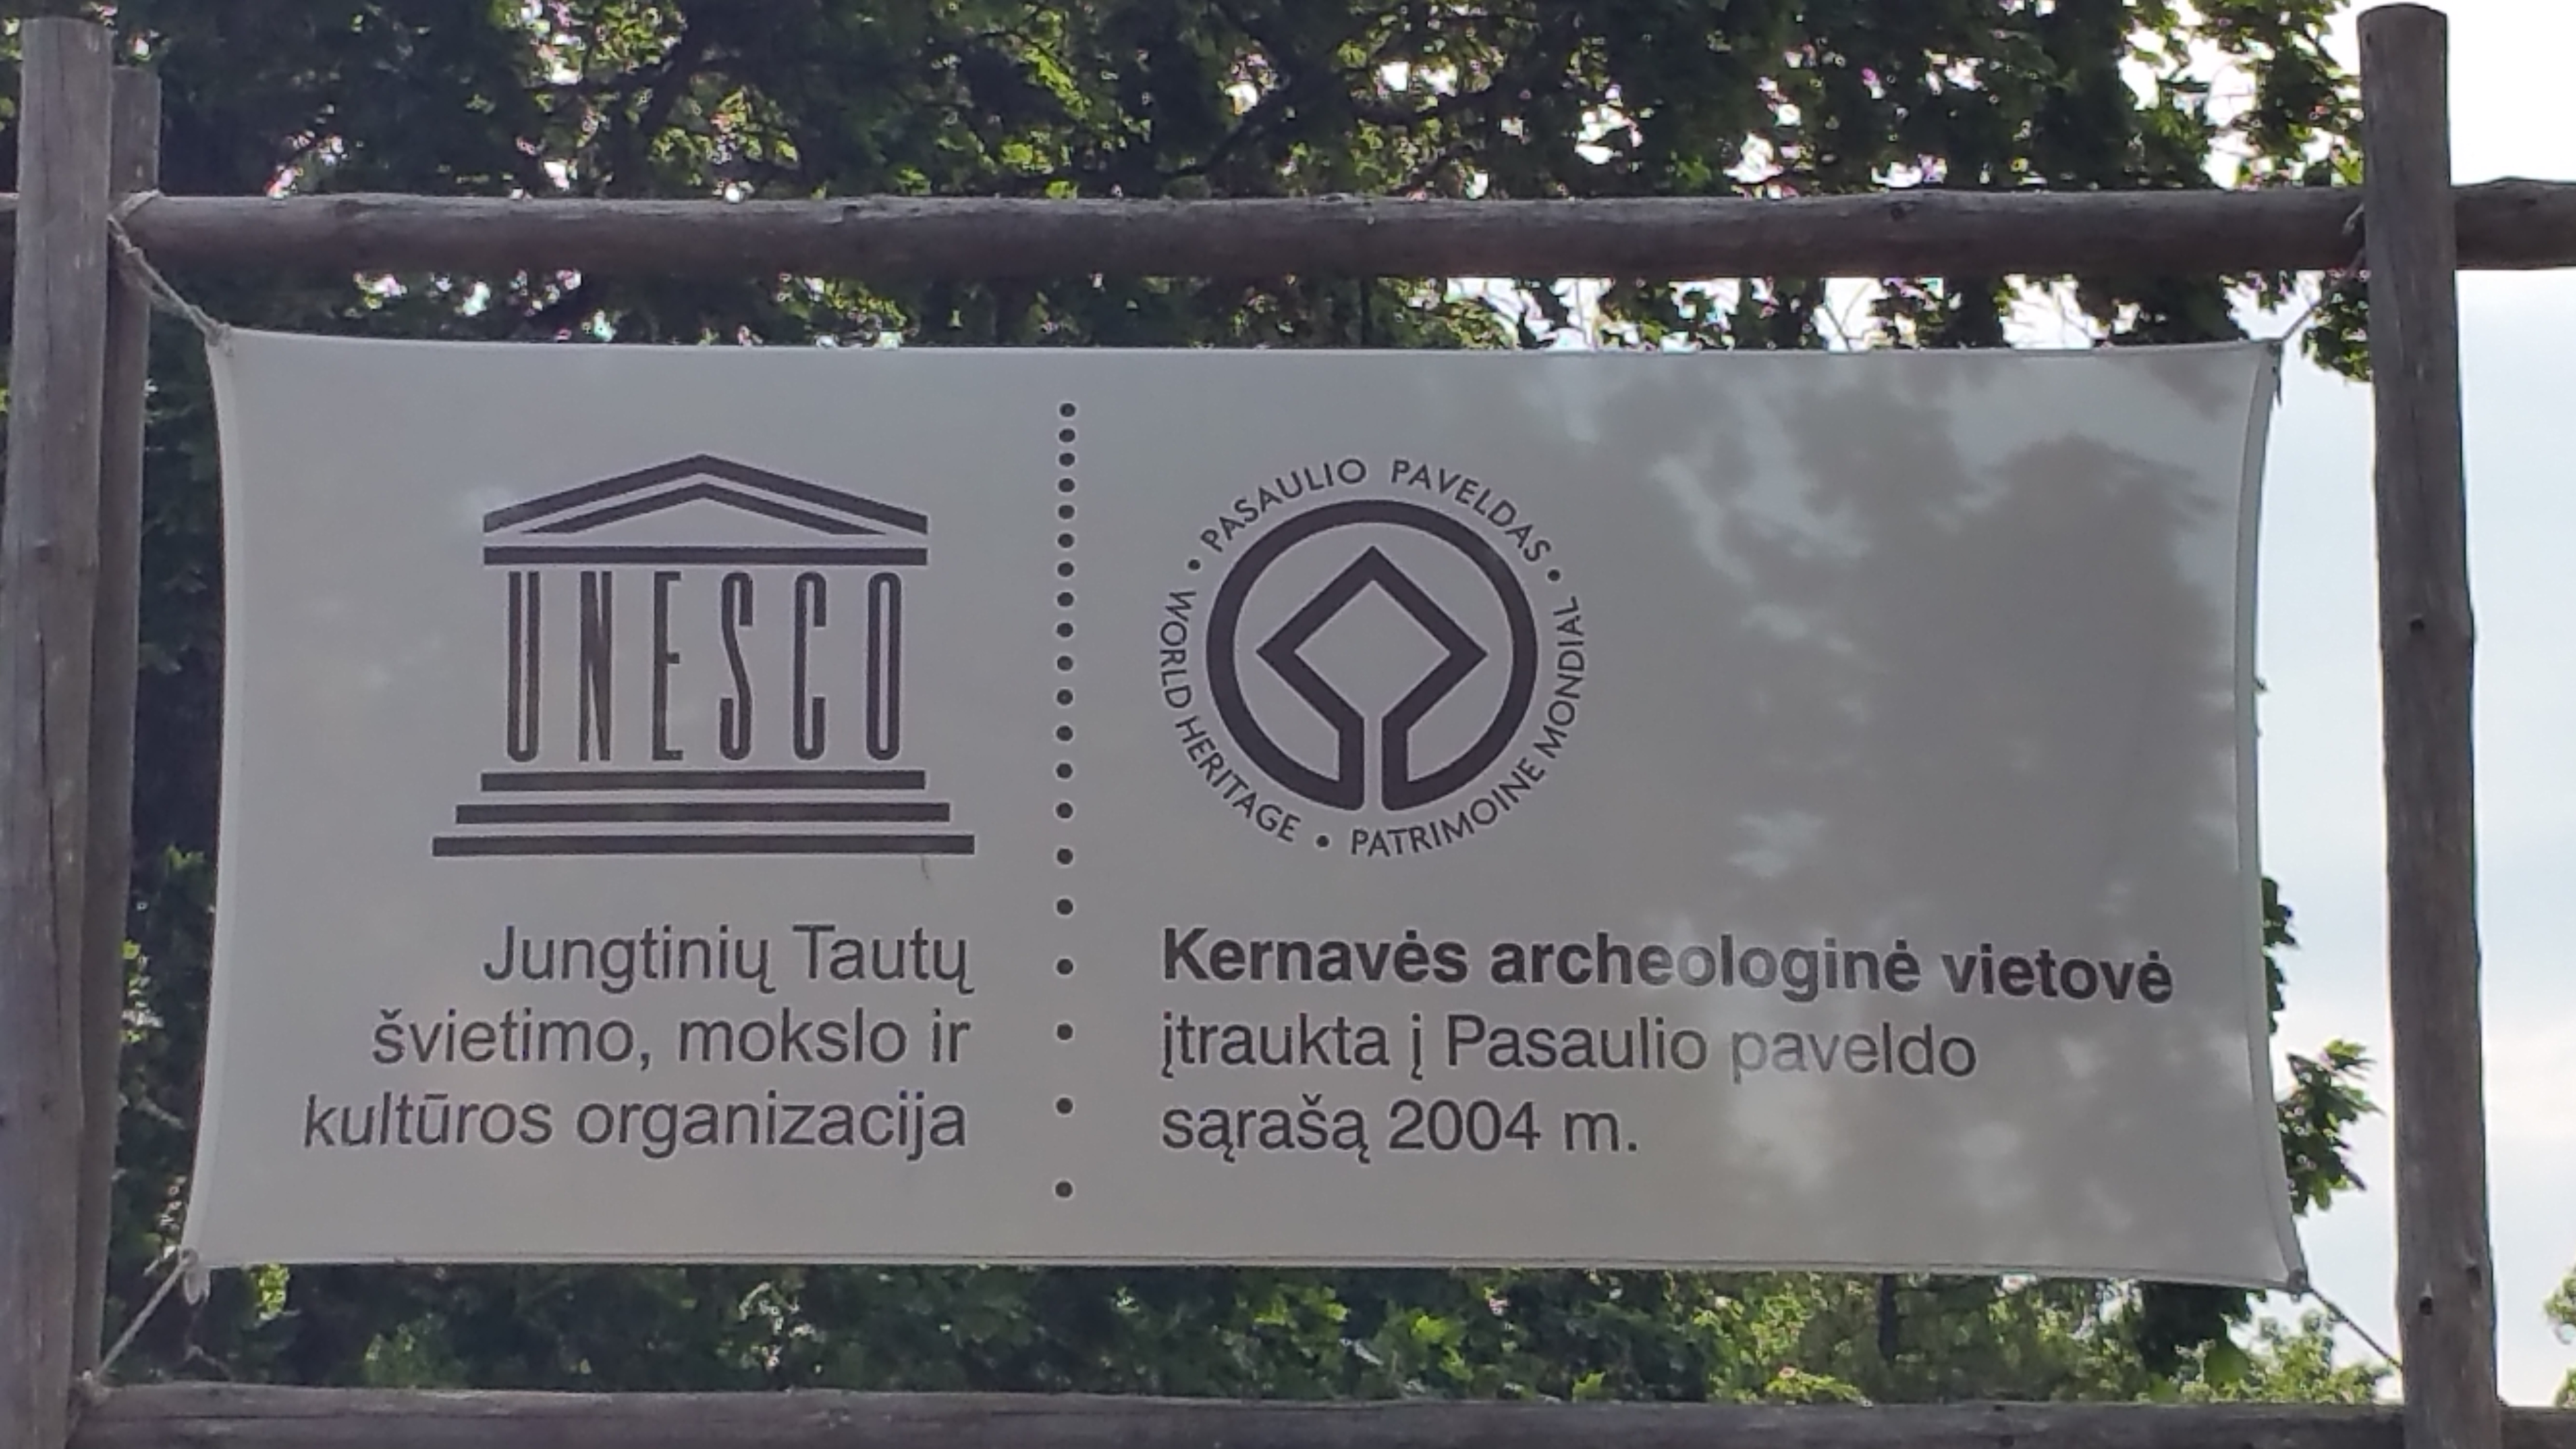 UNESCO
Jungtinių Tautų
švietimo, mokslo ir
kultūros organizacija
• PASAULIO PAVELDAS •
WORLD HERITAGE • PATRIMOINE MONDIAL
Kernavės archeologinė vietovė
įtraukta į Pasaulio paveldo
sąrašą 2004 m.